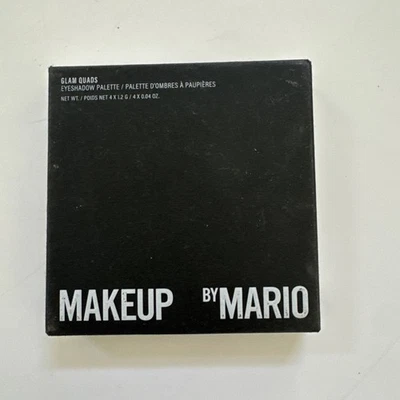 GLAM QUADS
EYESHADOW PALETTE / PALETTE D'OMBRES À PAUPIÈRES
NET WT. / POIDS NET 4 X 1.2 G / 4 X 0.04 OZ.
MAKEUP BY MARIO